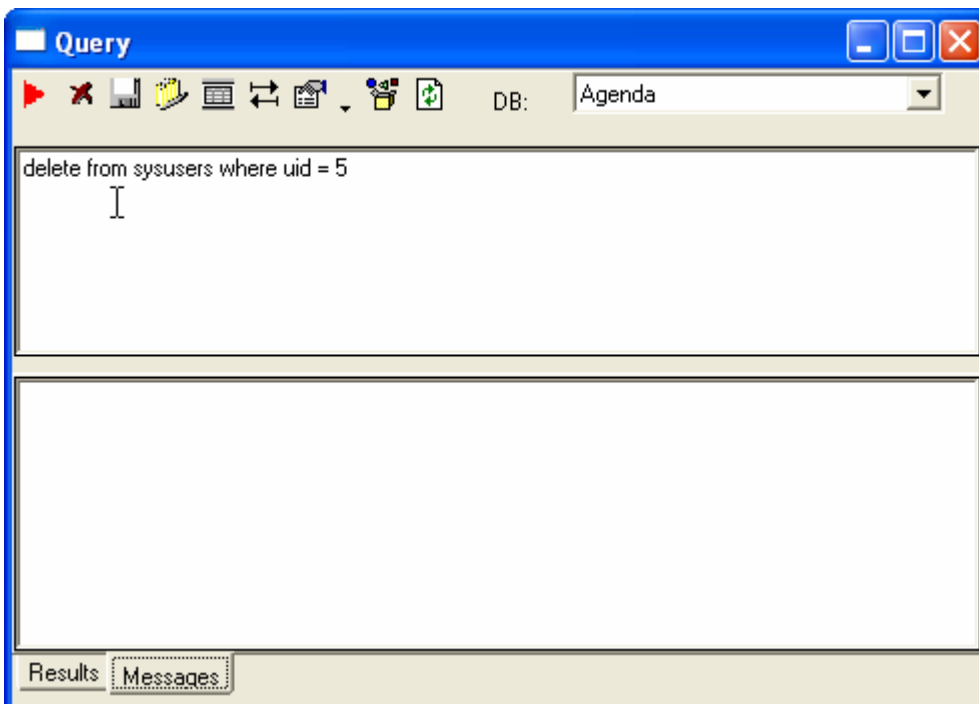 Query
DB: Agenda
delete from sysusers where uid = 5
Results Messages